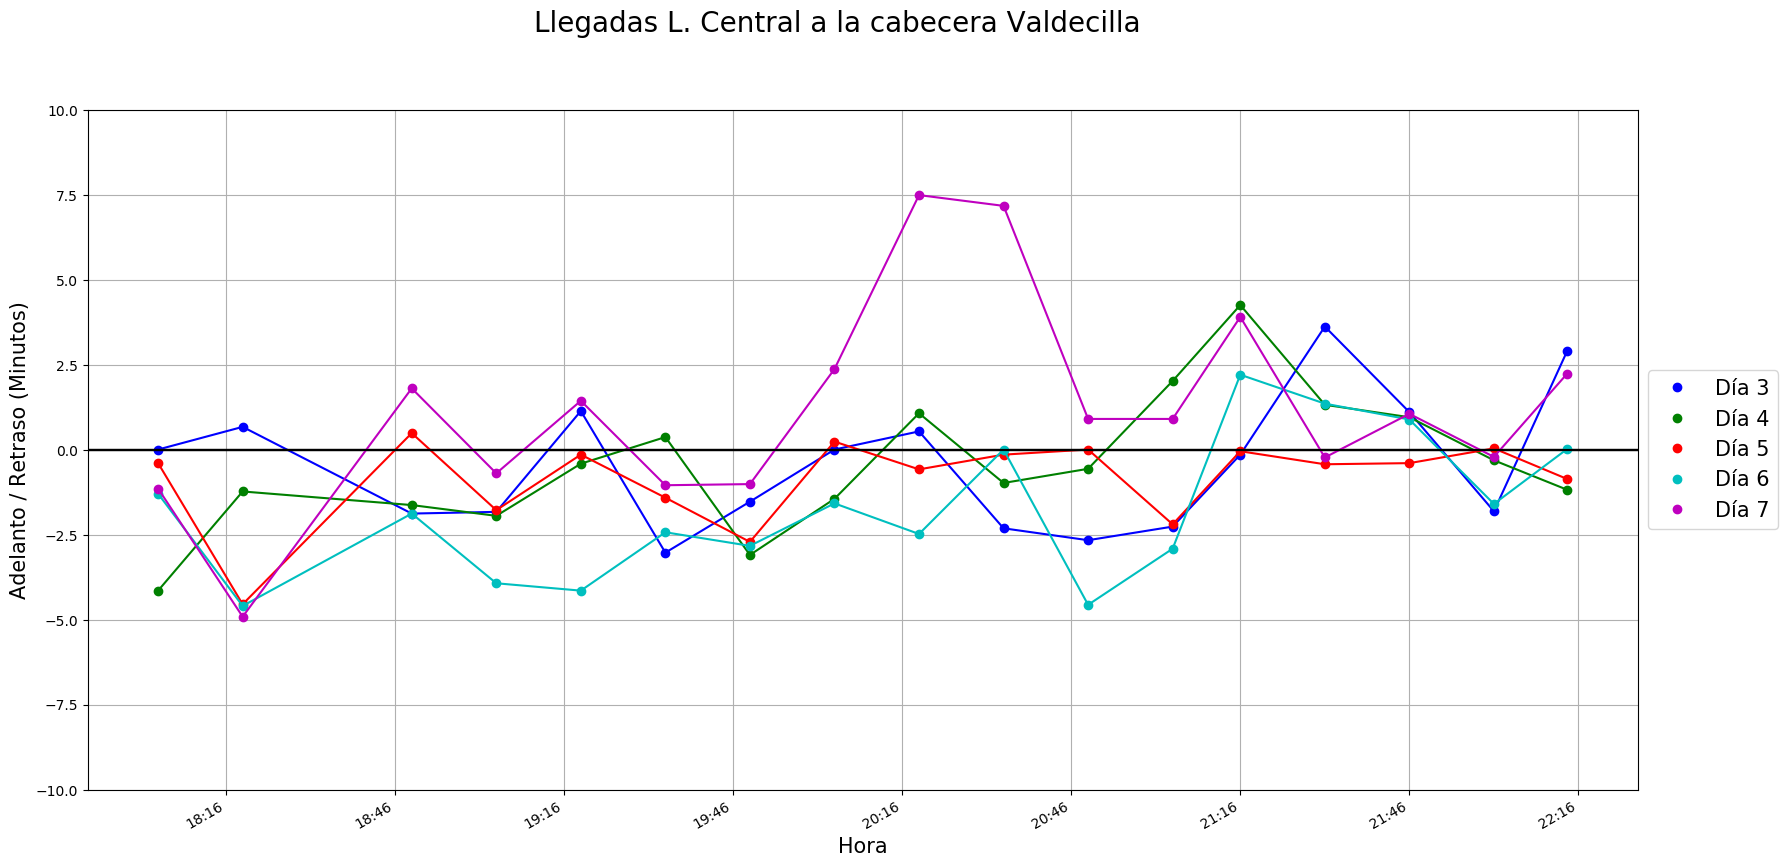 Llegadas L. Central a la cabecera Valdecilla
10.0
7.5
5.0
2.5
0.0
−2.5
−5.0
−7.5
−10.0
Adelanto / Retraso (Minutos)
18:16
18:46
19:16
19:46
20:16
20:46
21:16
21:46
22:16
Hora
Día 3
Día 4
Día 5
Día 6
Día 7